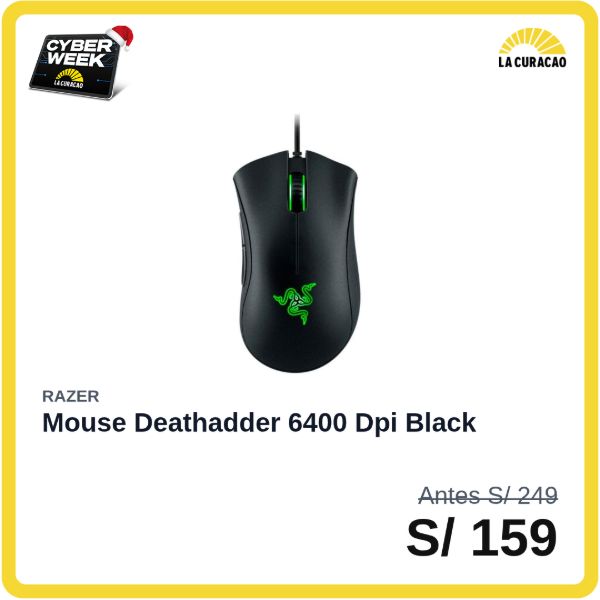 CYBER
WEEK
LA CURACAO
LA CURACAO
RAZER
Mouse Deathadder 6400 Dpi Black
Antes S/ 249
S/ 159